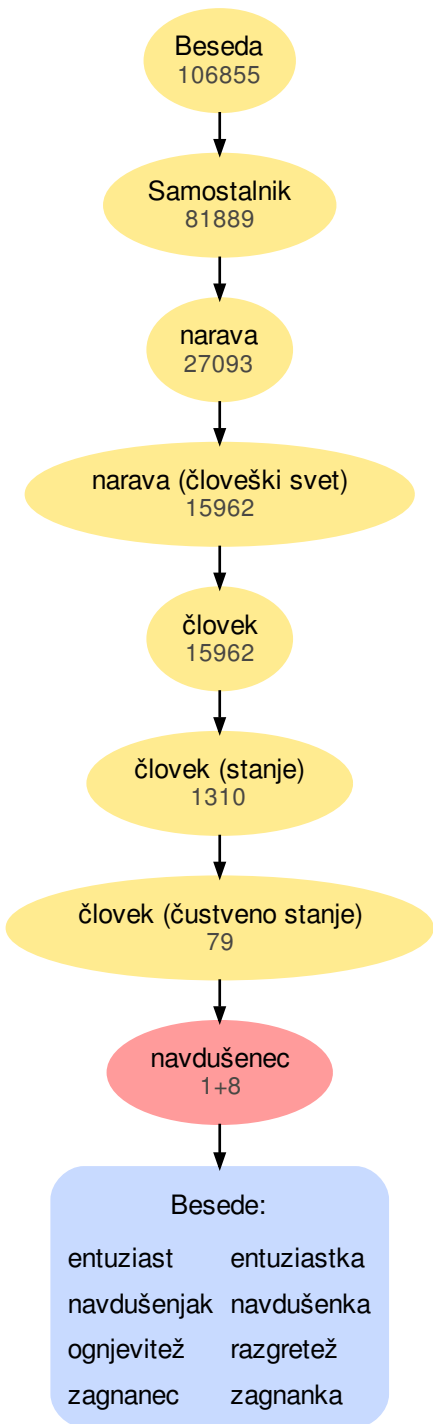 Beseda
106855
Samostalnik
81889
narava
27093
narava (človeški svet)
15962
človek
15962
človek (stanje)
1310
človek (čustveno stanje)
79
navdušenec
1+8
Besede:
entuziast entuziastka
navdušenjak navdušenka
ognjevitež razgretež
zagnanec zagnanka